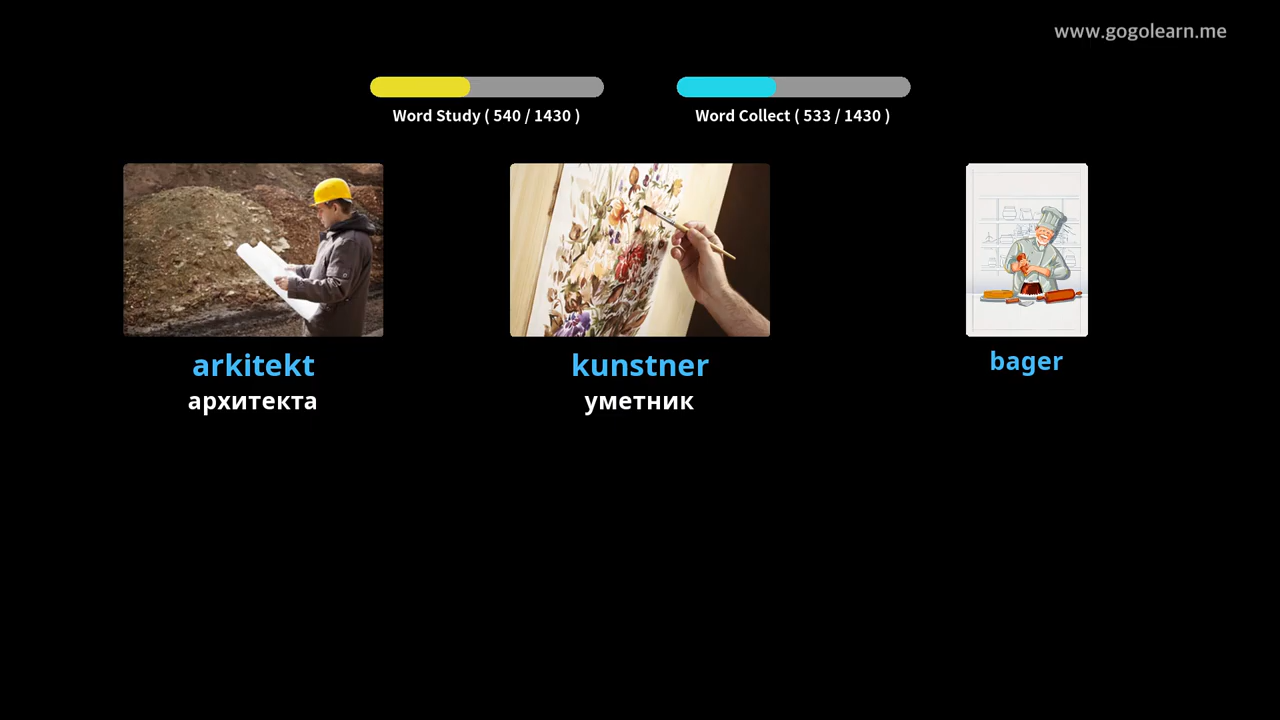 www.gogolearn.me
Word Study ( 540 / 1430 )
Word Collect ( 533 / 1430 )
arkitekt
архитекта
kunstner
уметник
bager